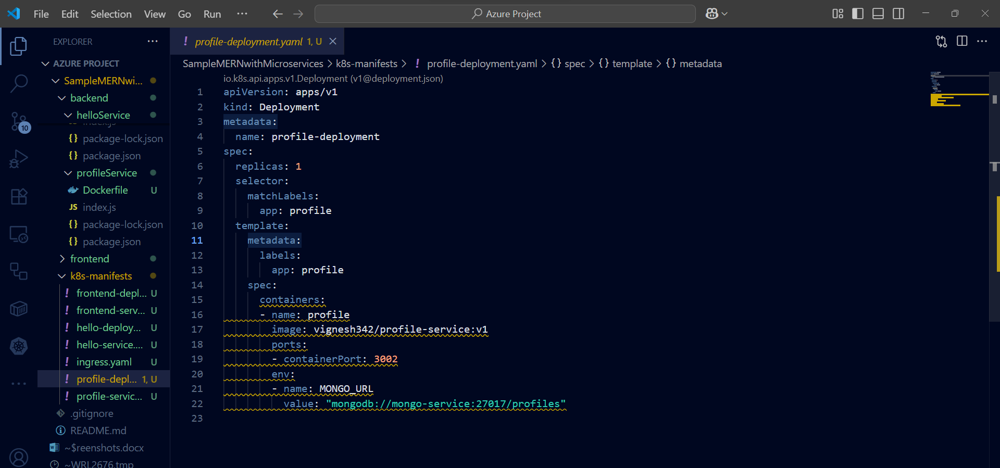 File Edit Selection View Go Run ··· Azure Project
EXPLORER ···
AZURE PROJECT
SampleMERNwi...
backend
helloService
index.js
package-lock.json
package.json
profileService
Dockerfile U
JS index.js
package-lock.json
package.json
frontend
k8s-manifests
! frontend-depl... U
! frontend-serv... U
! hello-deploy... U
! hello-service.... U
! ingress.yaml U
! profile-depl... 1, U
! profile-servic... U
.gitignore
README.md
~$reenshots.docx
~WRL2676.tmp
10
! profile-deployment.yaml 1, U
SampleMERNwithMicroservices > k8s-manifests > ! profile-deployment.yaml > {} spec > {} template > {} metadata
io.k8s.api.apps.v1.Deployment (v1@deployment.json)
1 apiVersion: apps/v1
2 kind: Deployment
3 metadata:
4   name: profile-deployment
5 spec:
6   replicas: 1
7   selector:
8     matchLabels:
9       app: profile
10   template:
11     metadata:
12       labels:
13         app: profile
14     spec:
15       containers:
16       - name: profile
17         image: vignesh342/profile-service:v1
18         ports:
19         - containerPort: 3002
20         env:
21         - name: MONGO_URL
22           value: "mongodb://mongo-service:27017/profiles"
23